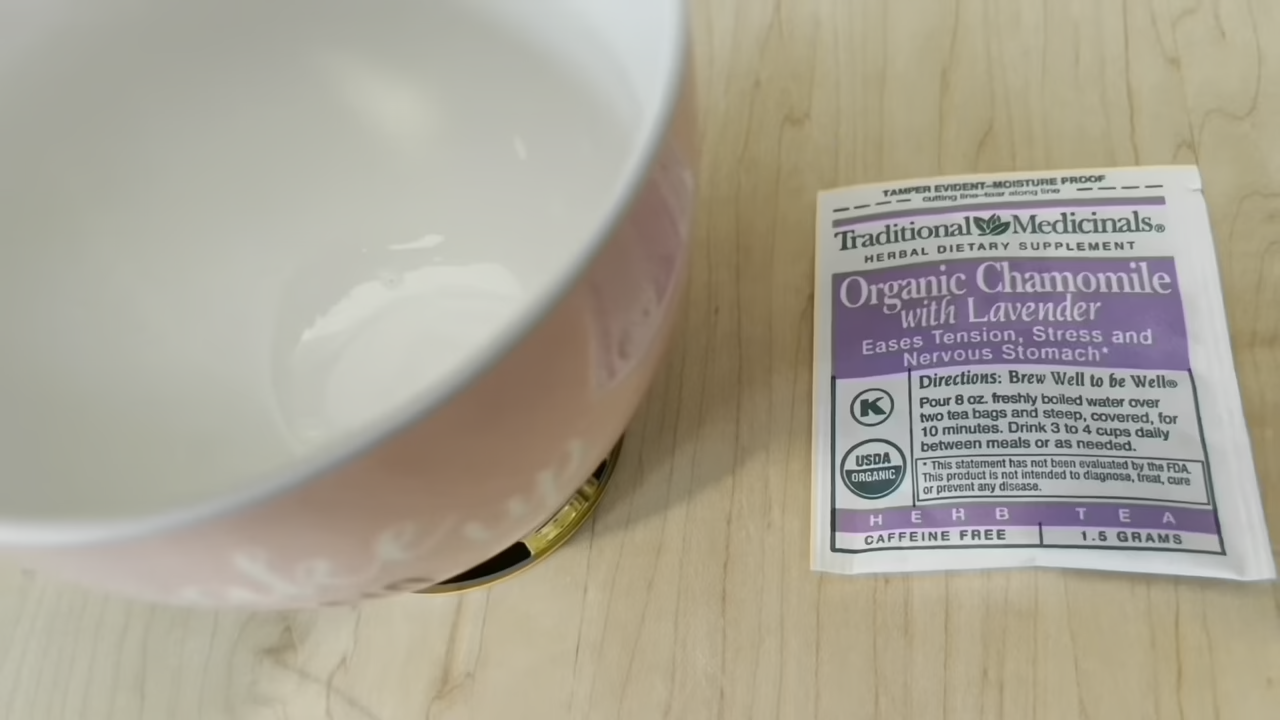 TAMPER EVIDENT–MOISTURE PROOF
cutting line–tear along line
Traditional Medicinals®
HERBAL DIETARY SUPPLEMENT
Organic Chamomile
with Lavender
Eases Tension, Stress and
Nervous Stomach*
Directions: Brew Well to be Well®
Pour 8 oz. freshly boiled water over
two tea bags and steep, covered, for
10 minutes. Drink 3 to 4 cups daily
between meals or as needed.
K
USDA
ORGANIC
* This statement has not been evaluated by the FDA.
This product is not intended to diagnose, treat, cure
or prevent any disease.
HERB TEA
CAFFEINE FREE 1.5 GRAMS